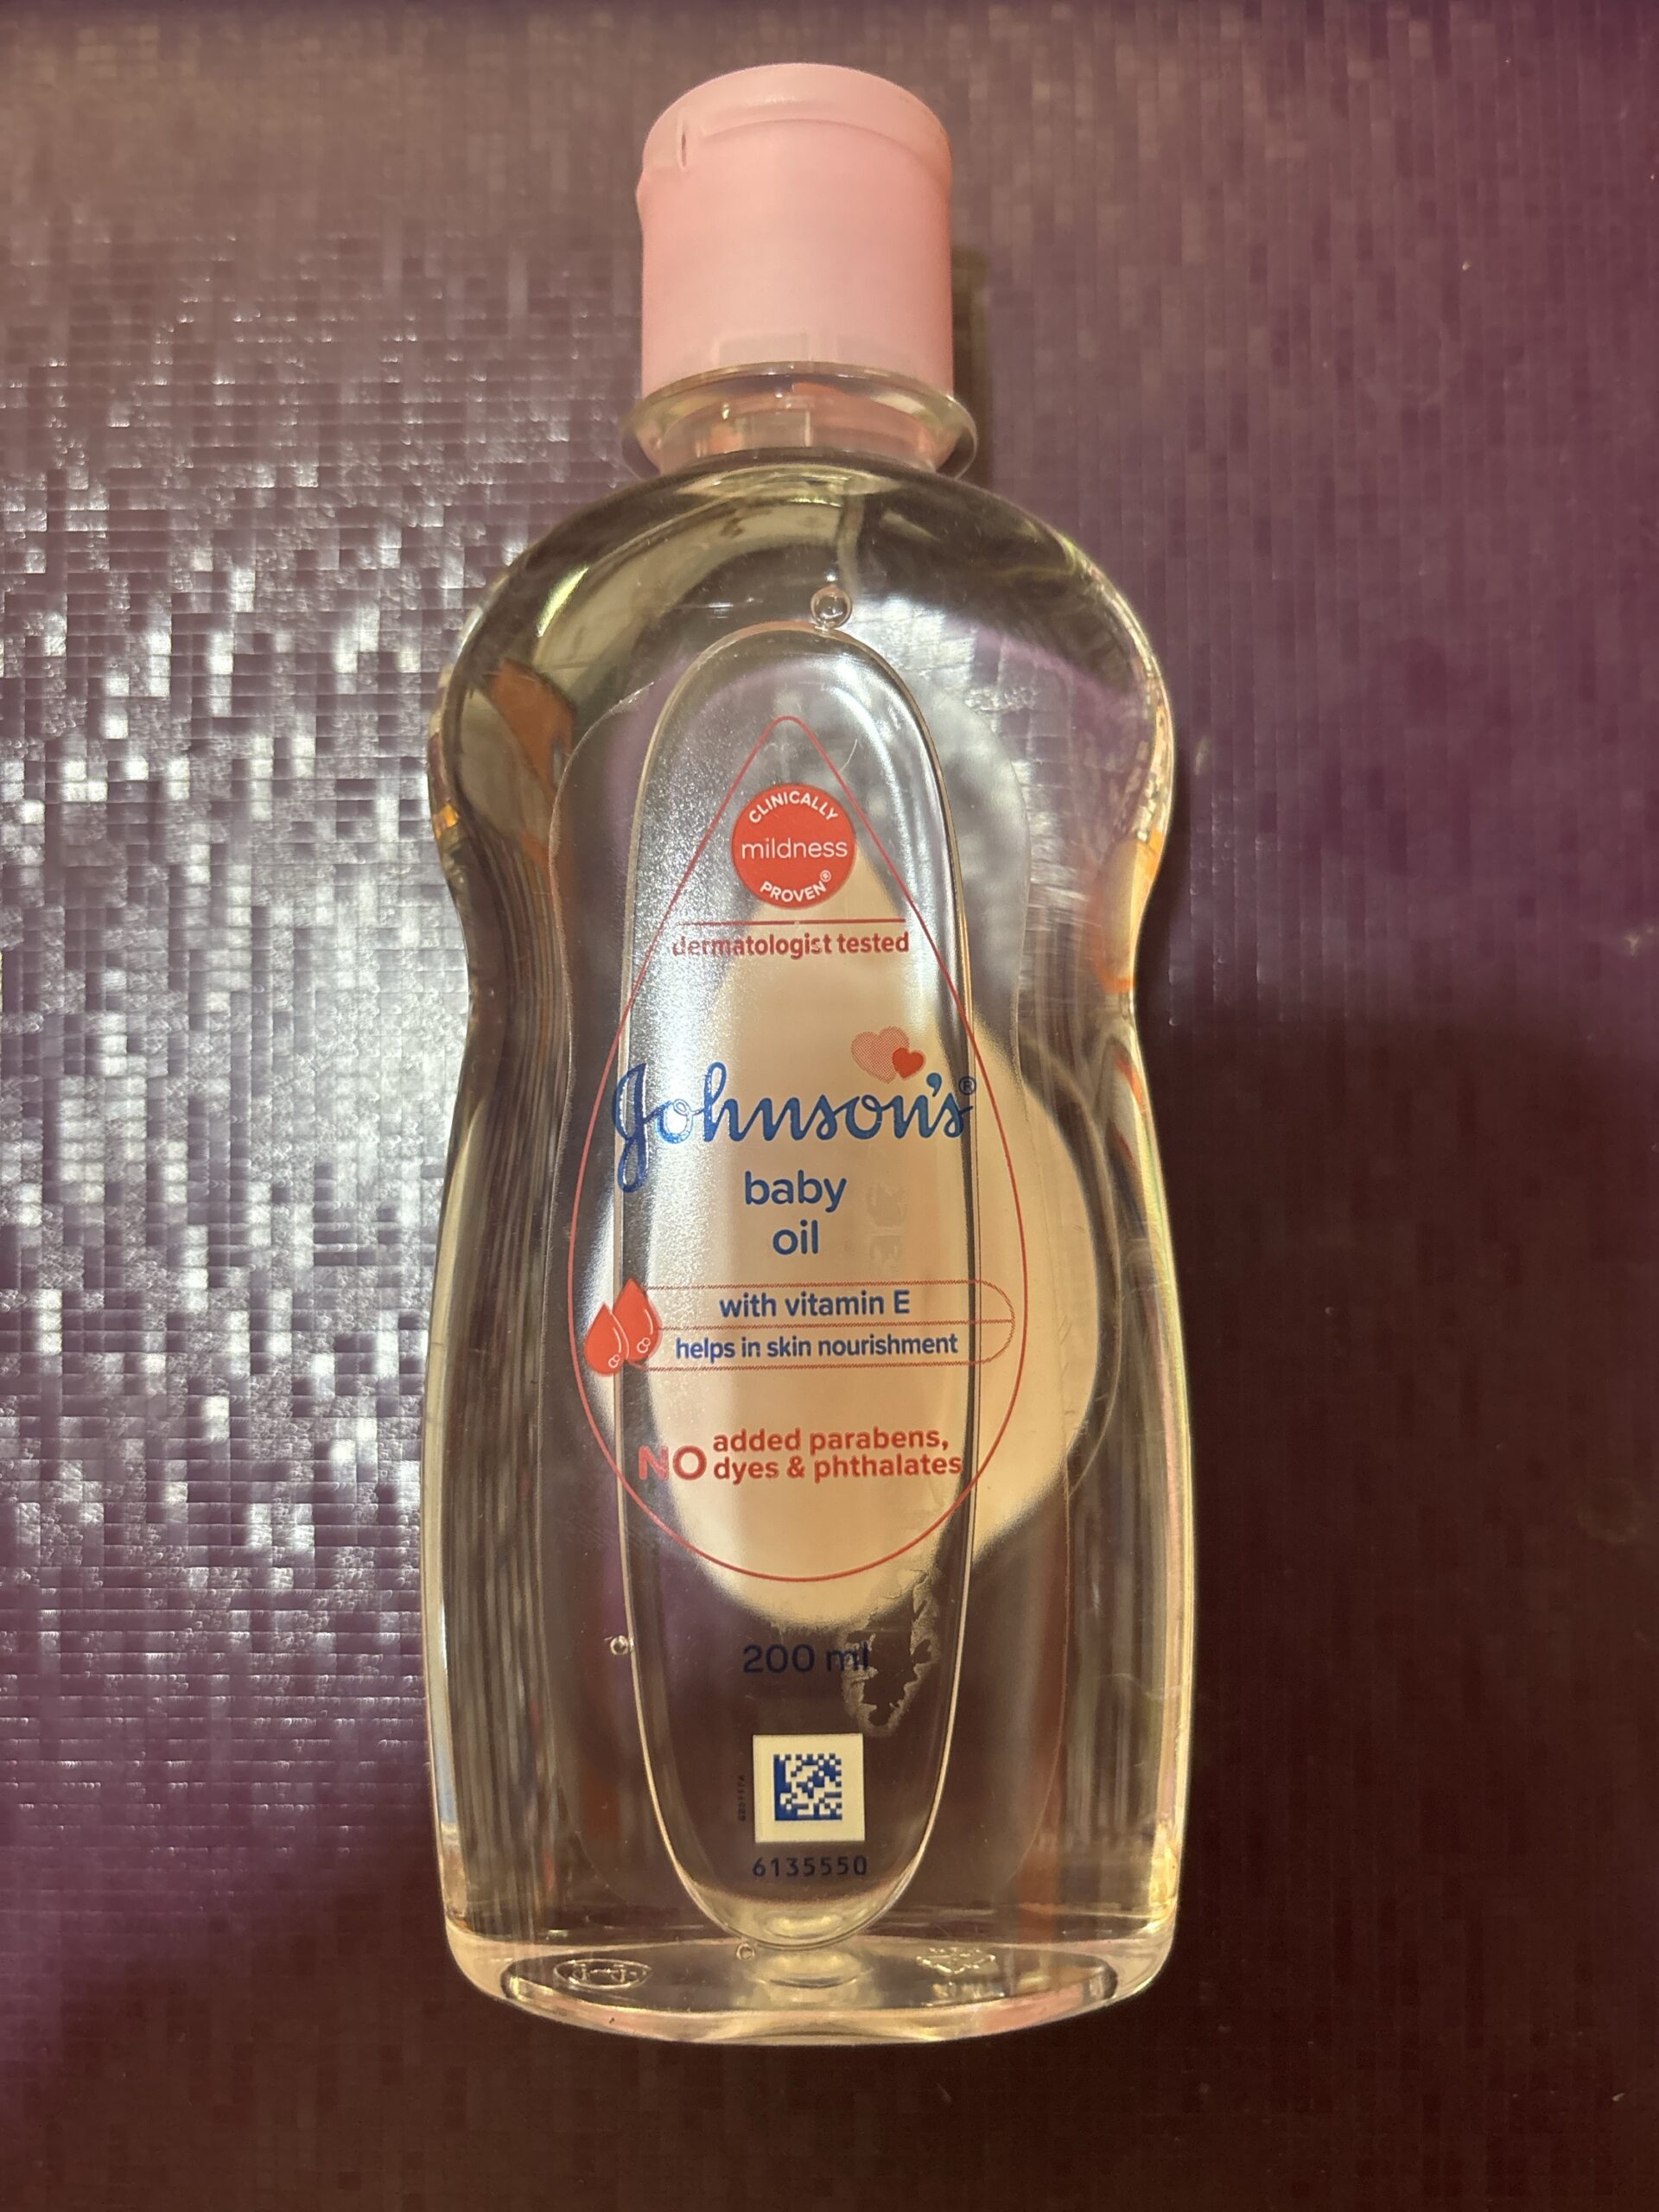 CLINICALLY
mildness
PROVEN®
dermatologist tested
Johnson's®
baby
oil
with vitamin E
helps in skin nourishment
NO added parabens,
dyes & phthalates
200 ml
6135550